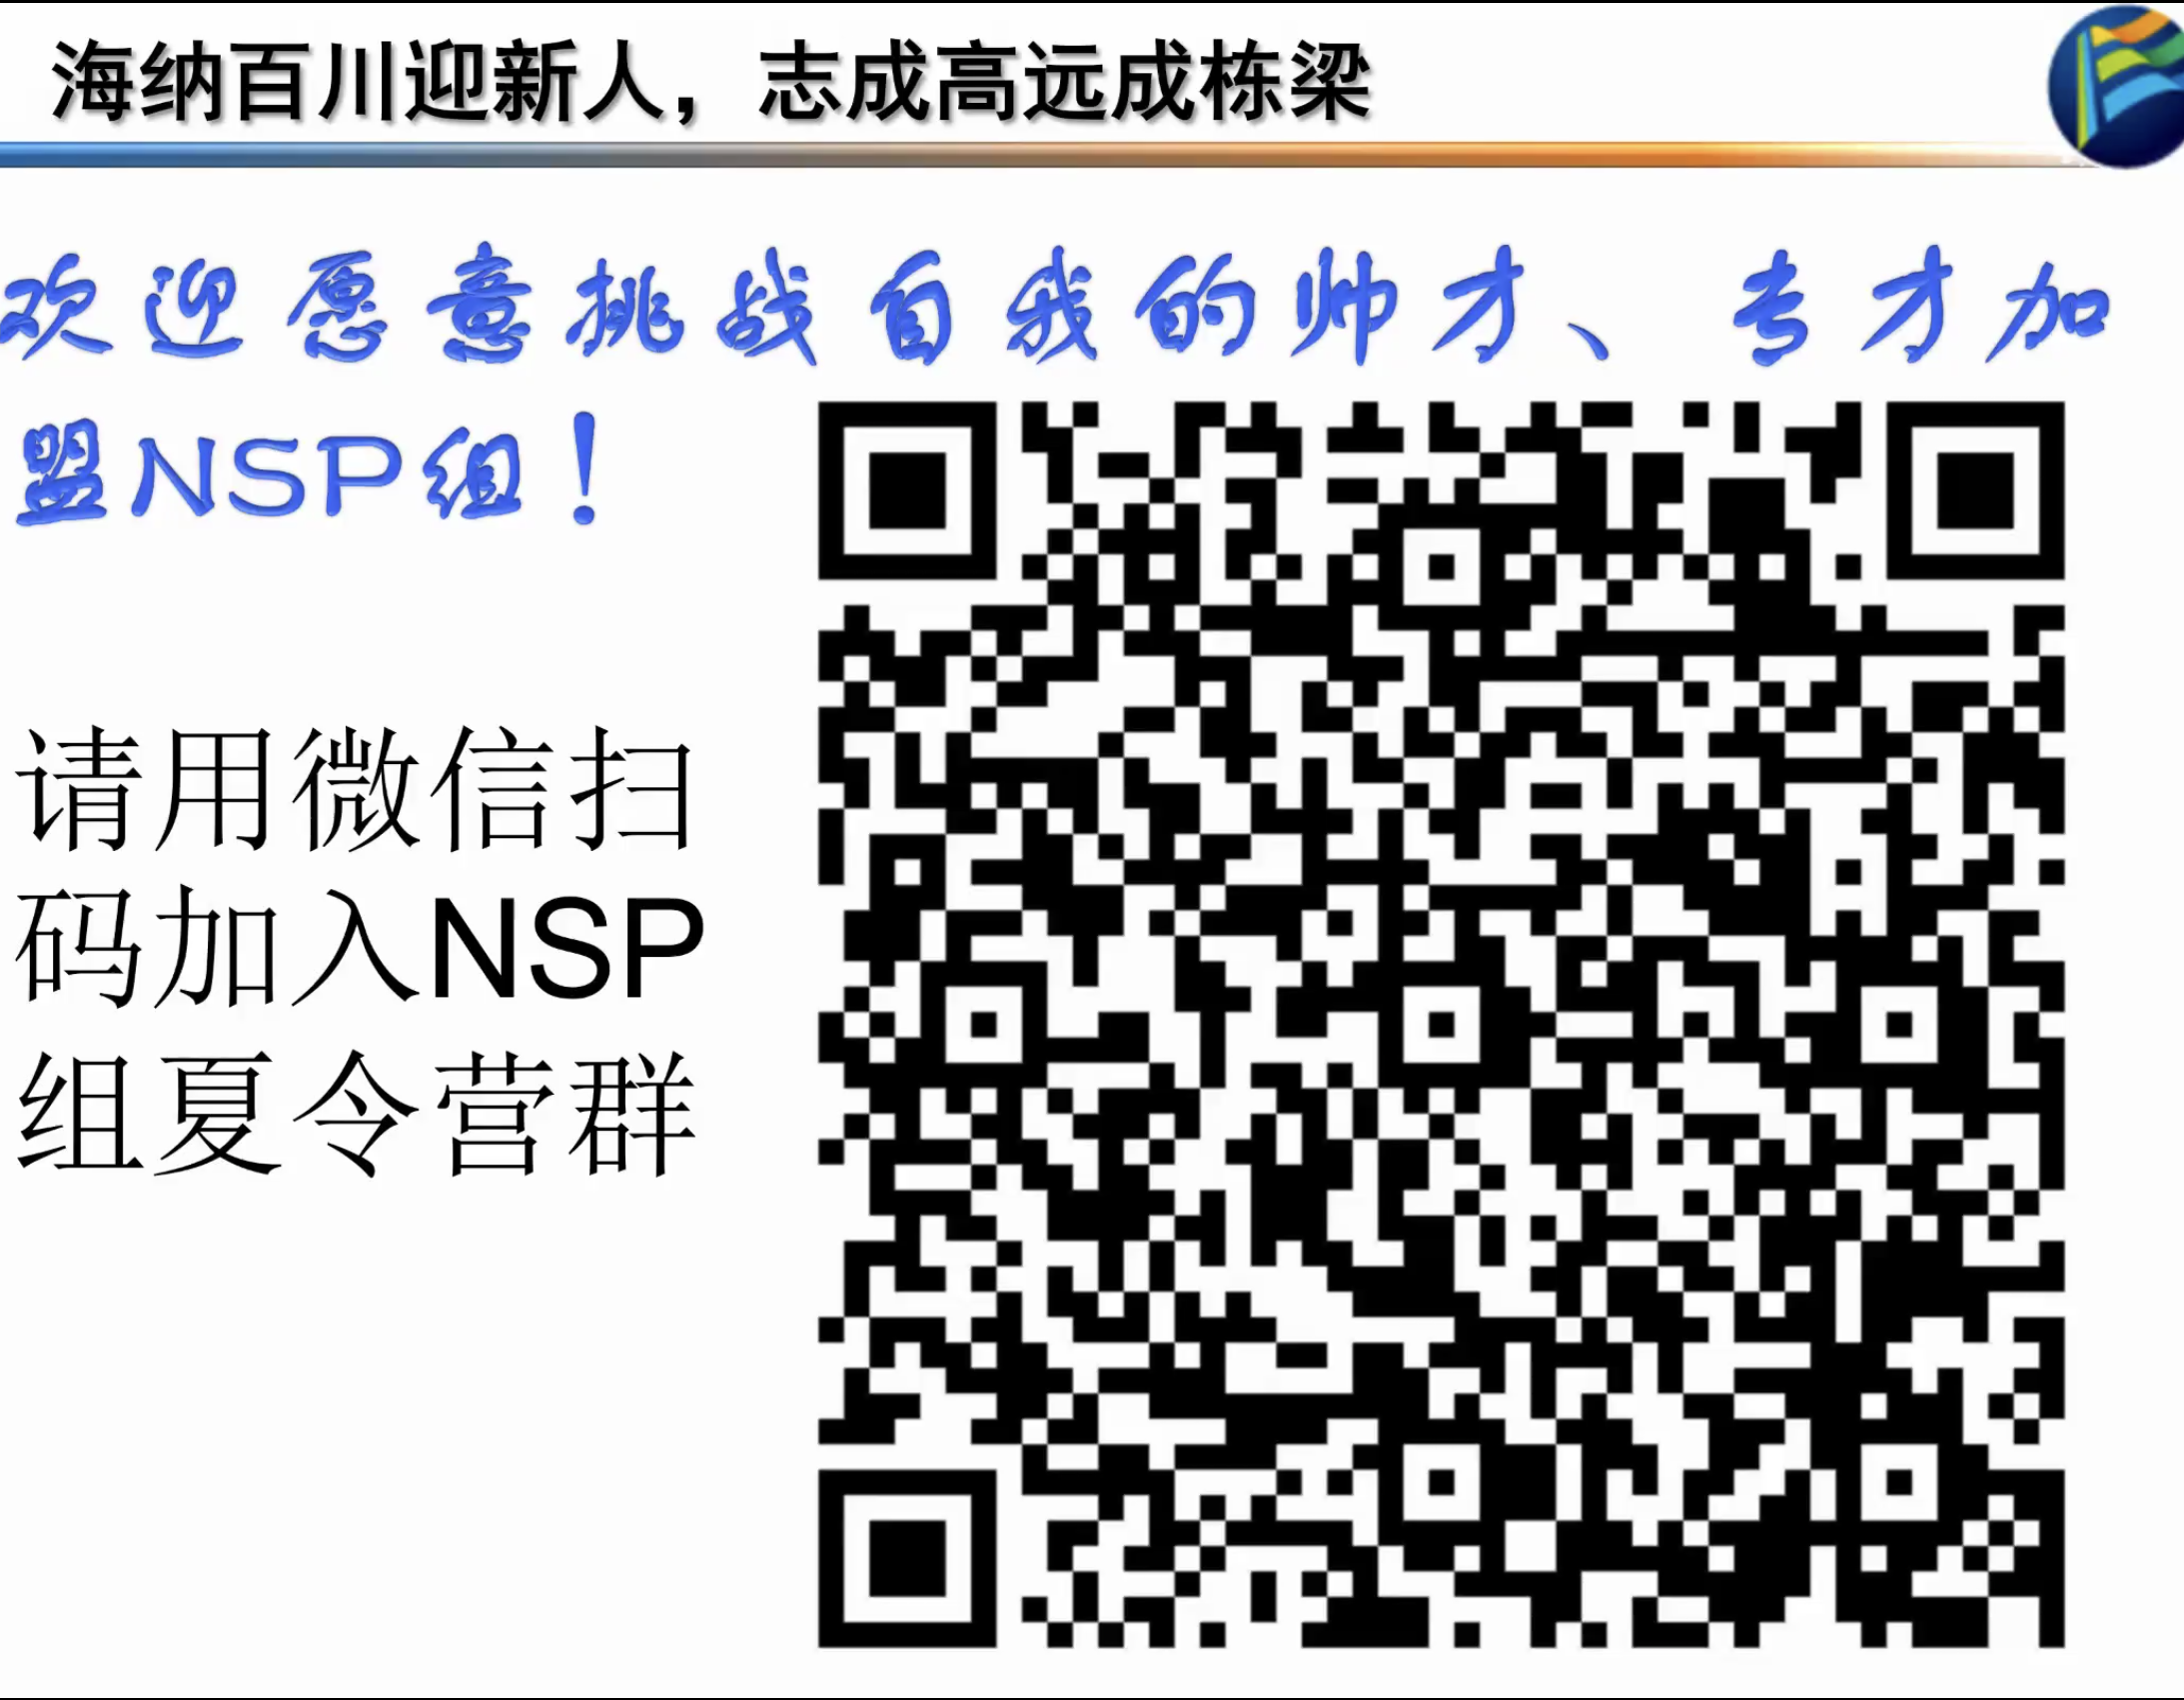 海纳百川迎新人，志成高远成栋梁
欢迎愿意挑战自我的帅才、专才加
盟NSP组！
请用微信扫
码加入NSP
组夏令营群